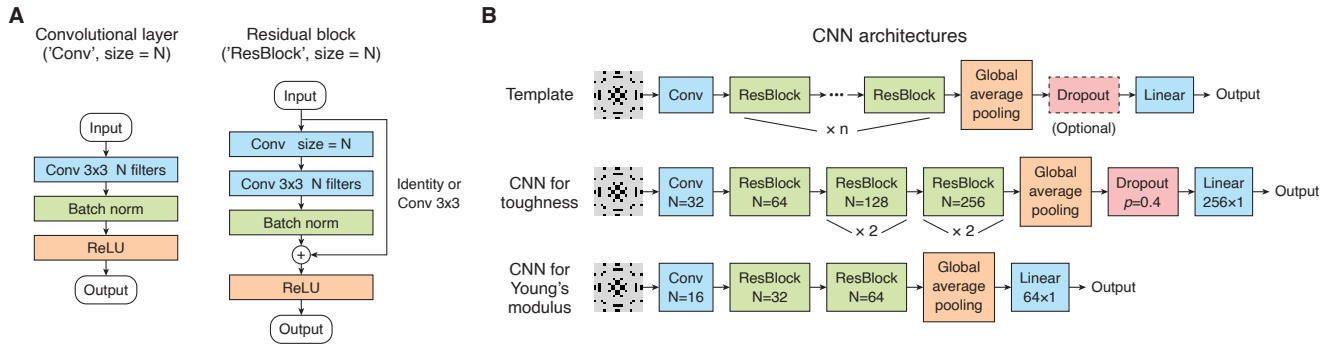 A
Convolutional layer
('Conv', size = N)
Input
Conv 3x3 N filters
Batch norm
ReLU
Output
Residual block
('ResBlock', size = N)
Input
Conv size = N
Conv 3x3 N filters
Batch norm
+
ReLU
Output
Identity or
Conv 3x3
B
CNN architectures
Template
Conv
ResBlock
···
ResBlock
× n
Global
average
pooling
Dropout
(Optional)
Linear
Output
CNN for
toughness
Conv
N=32
ResBlock
N=64
ResBlock
N=128
× 2
ResBlock
N=256
× 2
Global
average
pooling
Dropout
p=0.4
Linear
256×1
Output
CNN for
Young's
modulus
Conv
N=16
ResBlock
N=32
ResBlock
N=64
Global
average
pooling
Linear
64×1
Output